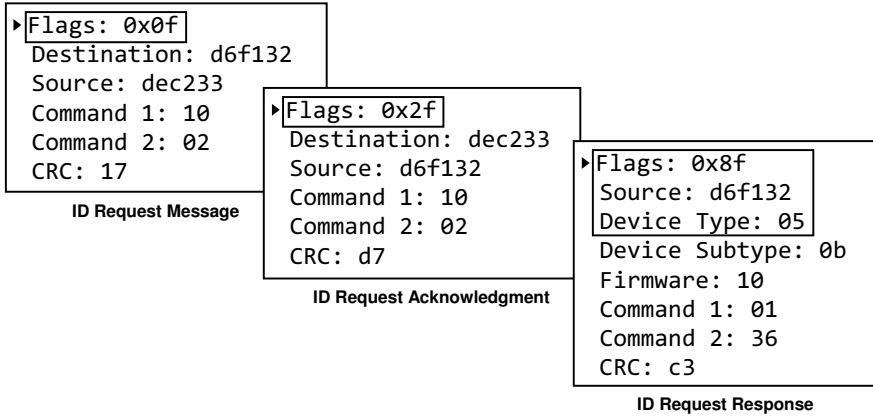 Flags: 0x0f
Destination: d6f132
Source: dec233
Command 1: 10
Command 2: 02
CRC: 17
ID Request Message
Flags: 0x2f
Destination: dec233
Source: d6f132
Command 1: 10
Command 2: 02
CRC: d7
ID Request Acknowledgment
Flags: 0x8f
Source: d6f132
Device Type: 05
Device Subtype: 0b
Firmware: 10
Command 1: 01
Command 2: 36
CRC: c3
ID Request Response